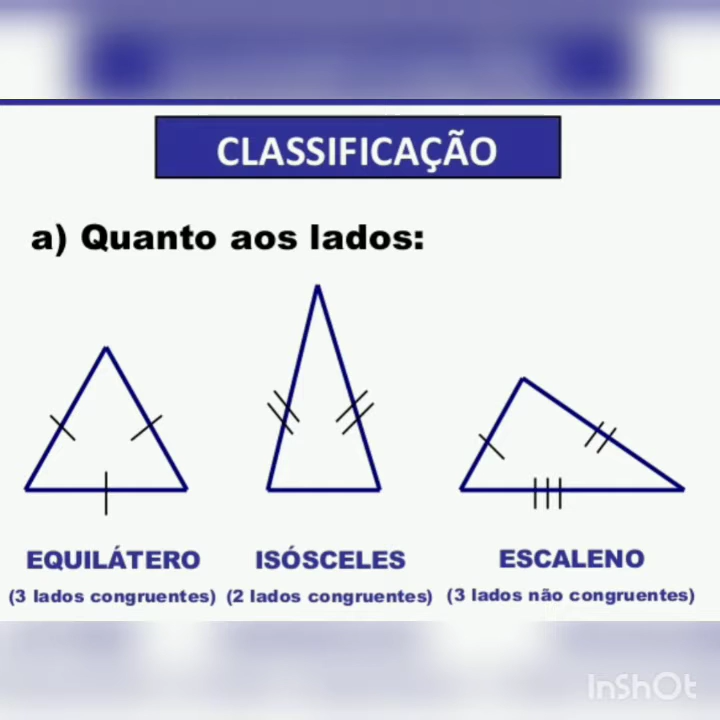 CLASSIFICAÇÃO
a) Quanto aos lados:
EQUILÁTERO ISÓSCELES ESCALENO
(3 lados congruentes) (2 lados congruentes) (3 lados não congruentes)
InShOt